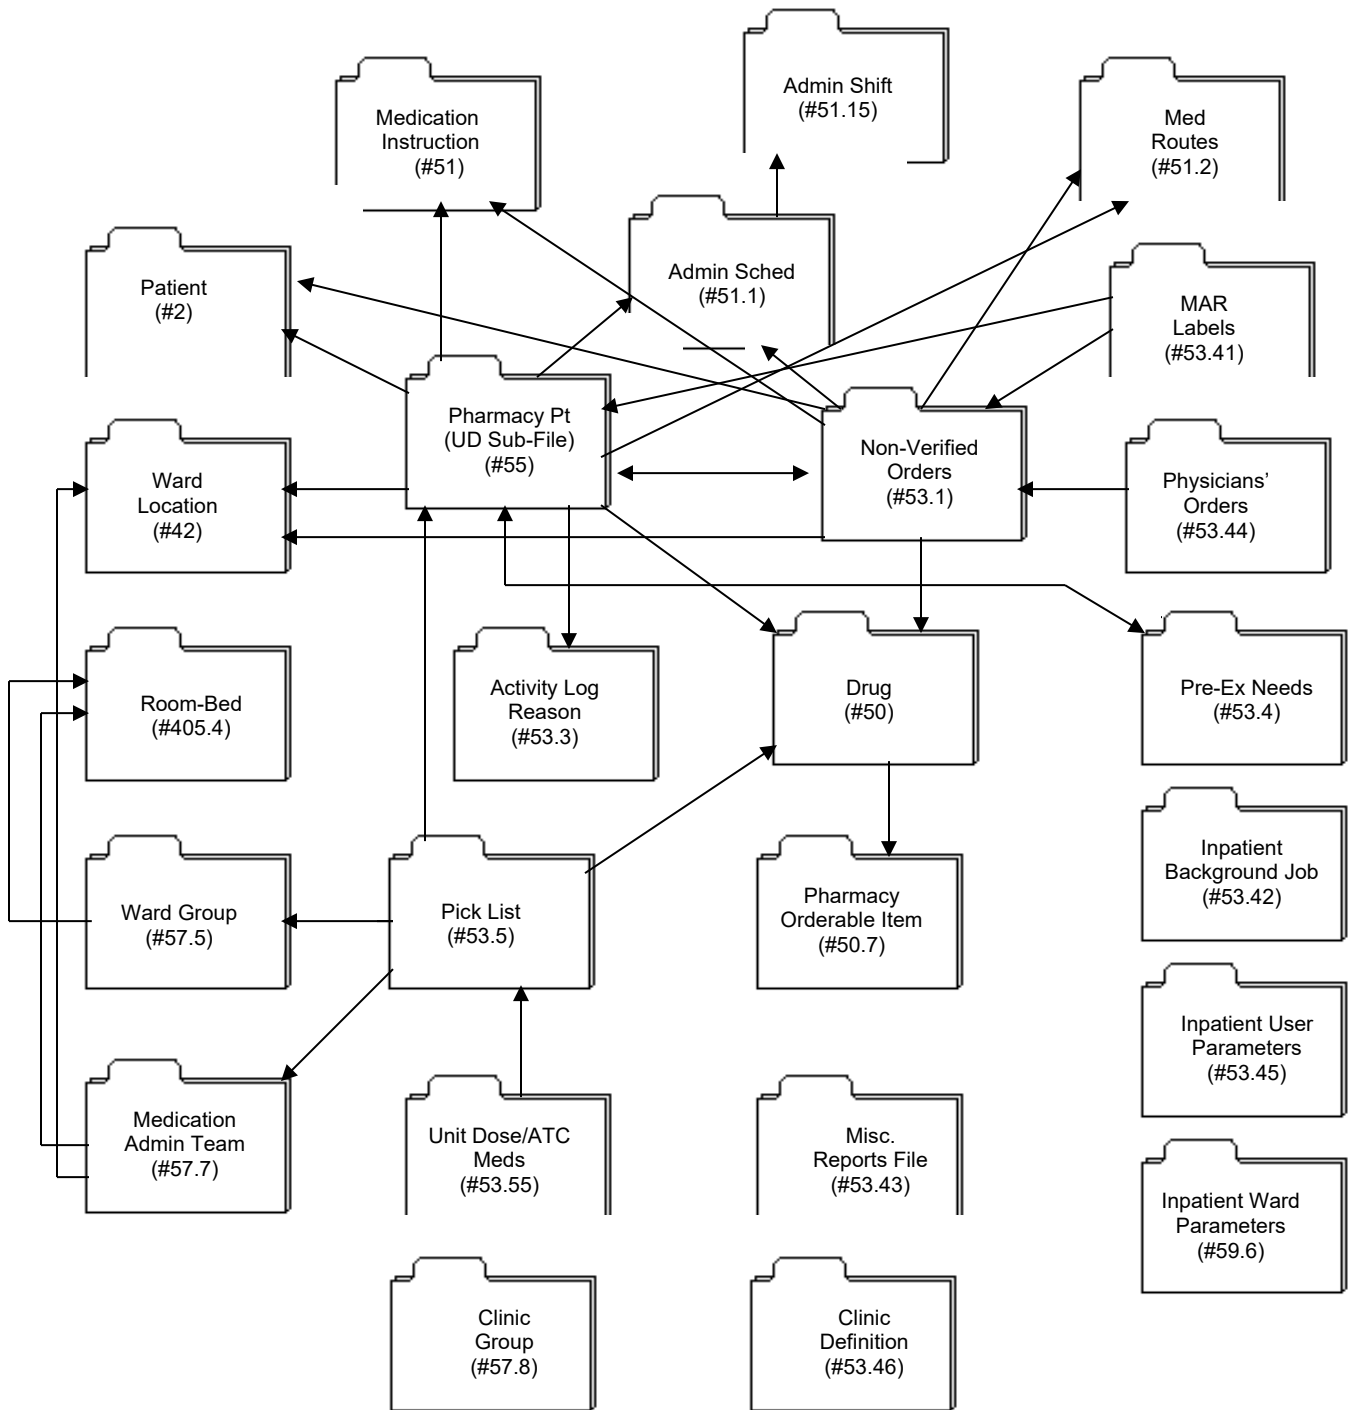 Admin Shift
(#51.15)
Medication
Instruction
(#51)
Med
Routes
(#51.2)
Admin Sched
(#51.1)
Patient
(#2)
MAR
Labels
(#53.41)
Pharmacy Pt
(UD Sub-File)
(#55)
Non-Verified
Orders
(#53.1)
Ward
Location
(#42)
Physicians’
Orders
(#53.44)
Room-Bed
(#405.4)
Activity Log
Reason
(#53.3)
Drug
(#50)
Pre-Ex Needs
(#53.4)
Inpatient
Background Job
(#53.42)
Ward Group
(#57.5)
Pick List
(#53.5)
Pharmacy
Orderable Item
(#50.7)
Inpatient User
Parameters
(#53.45)
Medication
Admin Team
(#57.7)
Unit Dose/ATC
Meds
(#53.55)
Misc.
Reports File
(#53.43)
Inpatient Ward
Parameters
(#59.6)
Clinic
Group
(#57.8)
Clinic
Definition
(#53.46)